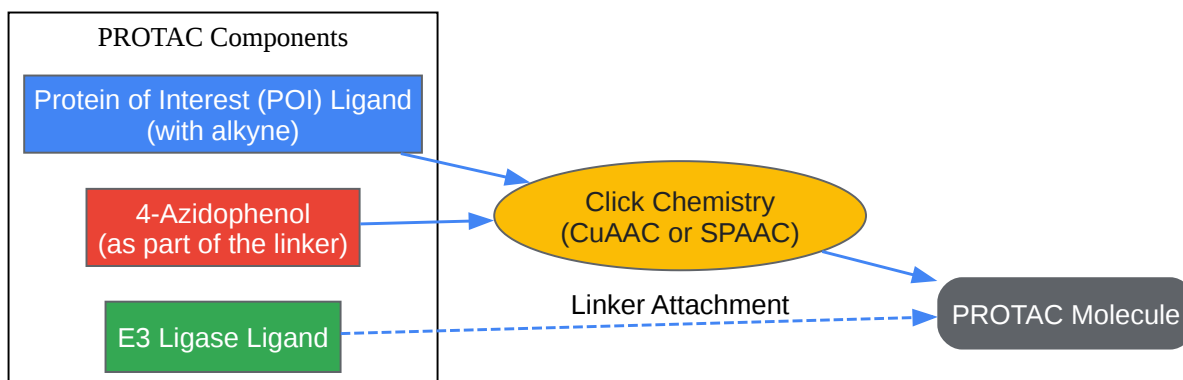 PROTAC Components
Protein of Interest (POI) Ligand
(with alkyne)
4-Azidophenol
(as part of the linker)
E3 Ligase Ligand
Click Chemistry
(CuAAC or SPAAC)
Linker Attachment
PROTAC Molecule